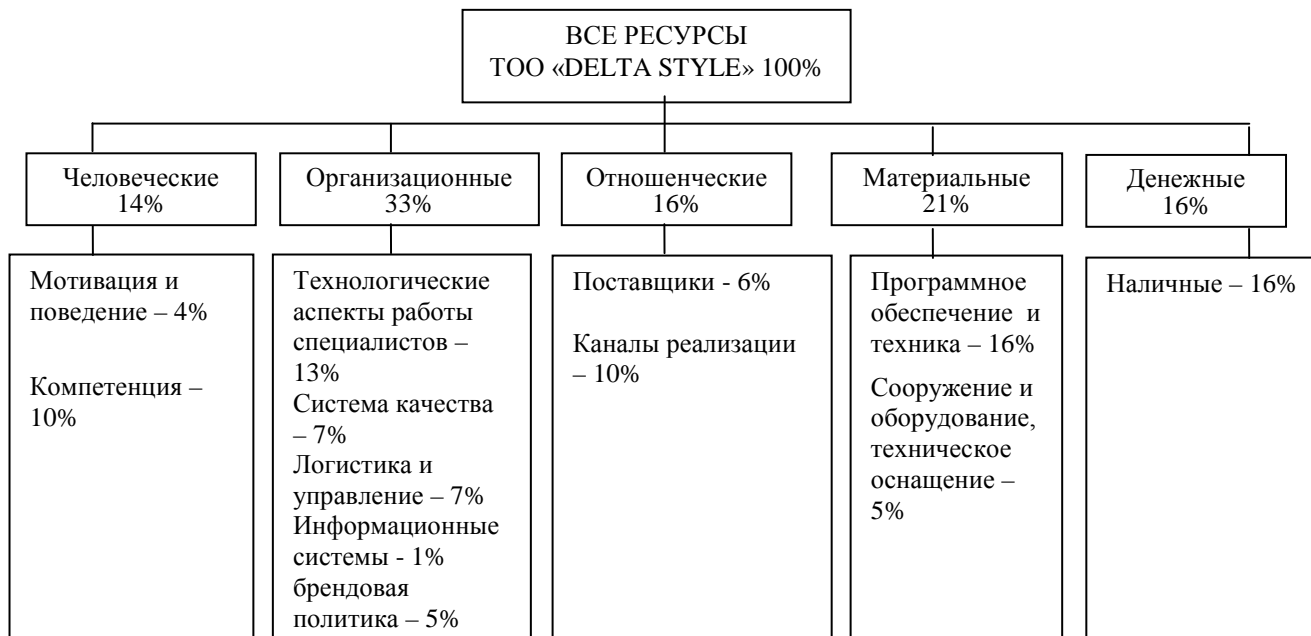 ВСЕ РЕСУРСЫ
ТОО «DELTA STYLE» 100%
Человеческие
14%
Организационные
33%
Отношенческие
16%
Материальные
21%
Денежные
16%
Мотивация и
поведение – 4%
Компетенция –
10%
Технологические
аспекты работы
специалистов –
13%
Система качества
– 7%
Логистика и
управление – 7%
Информационные
системы - 1%
брендовая
политика – 5%
Поставщики - 6%
Каналы реализации
– 10%
Программное
обеспечение и
техника – 16%
Сооружение и
оборудование,
техническое
оснащение –
5%
Наличные – 16%